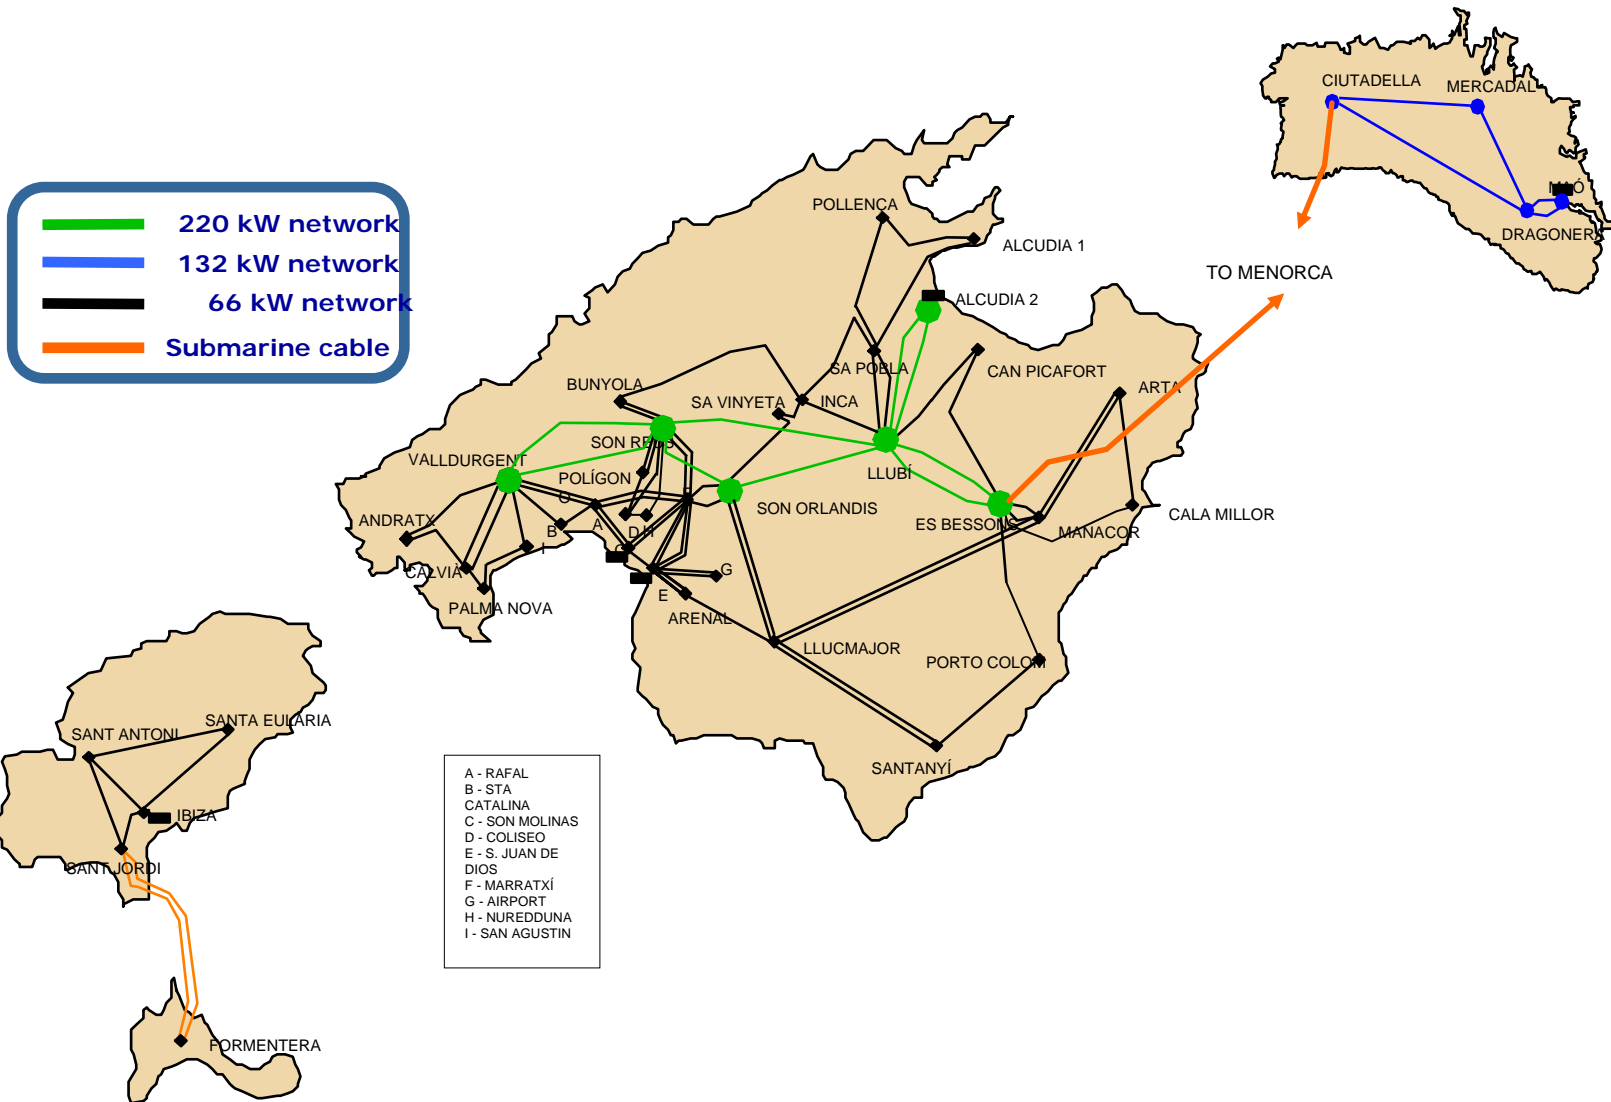 220 kW network
132 kW network
66 kW network
Submarine cable
CIUTADELLA
MERCADAL
MAÓ
DRAGONERA
TO MENORCA
POLLENÇA
ALCUDIA 1
ALCUDIA 2
SA POBLA
CAN PICAFORT
ARTA
BUNYOLA
SA VINYETA
INCA
SON REUS
LLUBÍ
VALLDURGENT
POLÍGON
SON ORLANDIS
ES BESSONS
MANACOR
CALA MILLOR
ANDRATX
O
B
A
D
H
F
C
I
G
E
CALVIÀ
PALMA NOVA
ARENAL
LLUCMAJOR
PORTO COLOM
SANTANYÍ
SANT ANTONI
SANTA EULARIA
IBIZA
SANT JORDI
FORMENTERA
A - RAFAL
B - STA
CATALINA
C - SON MOLINAS
D - COLISEO
E - S. JUAN DE
DIOS
F - MARRATXÍ
G - AIRPORT
H - NUREDDUNA
I - SAN AGUSTIN